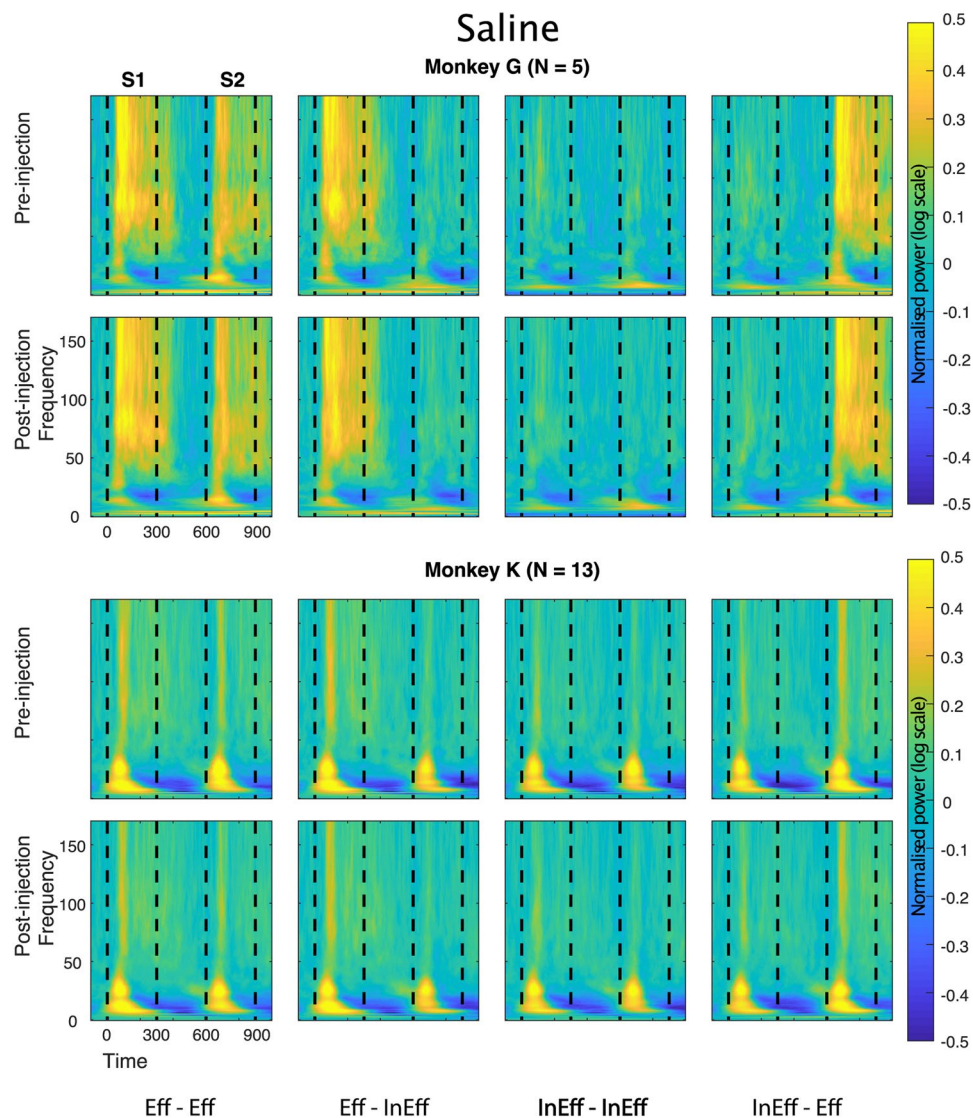 Saline
Monkey G (N = 5)
S1 S2
Pre-injection
Post-injection
Frequency
150
100
50
0
0 300 600 900
0.5
0.4
0.3
0.2
0.1
0
-0.1
-0.2
-0.3
-0.4
-0.5
Normalised power (log scale)
Monkey K (N = 13)
Pre-injection
Post-injection
Frequency
150
100
50
0
0 300 600 900
Time
0.5
0.4
0.3
0.2
0.1
0
-0.1
-0.2
-0.3
-0.4
-0.5
Normalised power (log scale)
Eff - Eff Eff - InEff InEff - InEff InEff - Eff